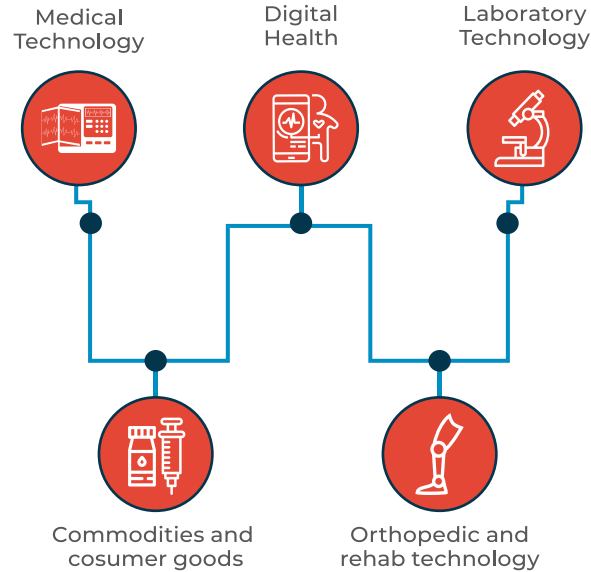 Medical
Technology
Digital
Health
Laboratory
Technology
Commodities and
cosumer goods
Orthopedic and
rehab technology